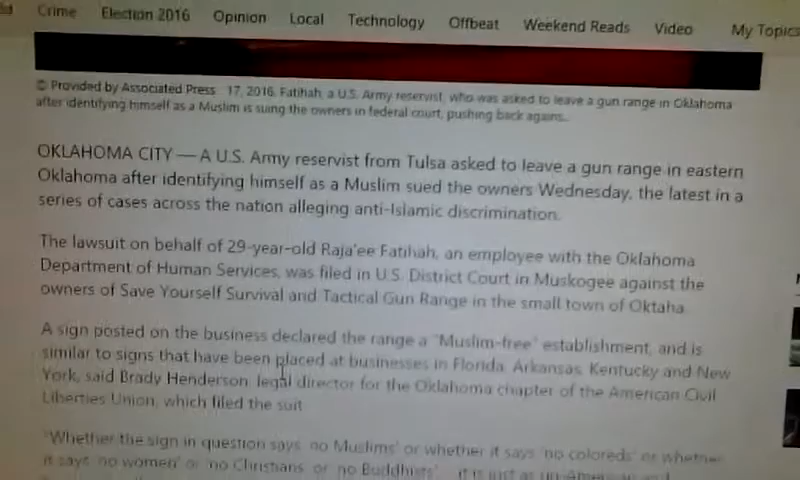 Crime Election 2016 Opinion Local Technology Offbeat Weekend Reads Video My Topics
© Provided by Associated Press 17, 2016, Fatihah, a U.S. Army reservist, who was asked to leave a gun range in Oklahoma
after identifying himself as a Muslim is suing the owners in federal court, pushing back agains...
OKLAHOMA CITY — A U.S. Army reservist from Tulsa asked to leave a gun range in eastern
Oklahoma after identifying himself as a Muslim sued the owners Wednesday, the latest in a
series of cases across the nation alleging anti-Islamic discrimination.
The lawsuit on behalf of 29-year-old Raja'ee Fatihah, an employee with the Oklahoma
Department of Human Services, was filed in U.S. District Court in Muskogee against the
owners of Save Yourself Survival and Tactical Gun Range in the small town of Oktaha.
A sign posted on the business declared the range a "Muslim-free" establishment, and is
similar to signs that have been placed at businesses in Florida, Arkansas, Kentucky and New
York, said Brady Henderson, legal director for the Oklahoma chapter of the American Civil
Liberties Union, which filed the suit.
"Whether the sign in question says 'no Muslims' or whether it says 'no coloreds' or whether
it says 'no women' or 'no Christians' or 'no Buddhists' ... it is just as un-American and